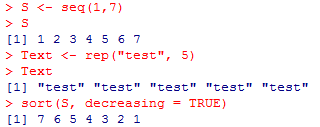 > S <- seq(1,7)
> S
[1] 1 2 3 4 5 6 7
> Text <- rep("test", 5)
> Text
[1] "test" "test" "test" "test" "test"
> sort(S, decreasing = TRUE)
[1] 7 6 5 4 3 2 1